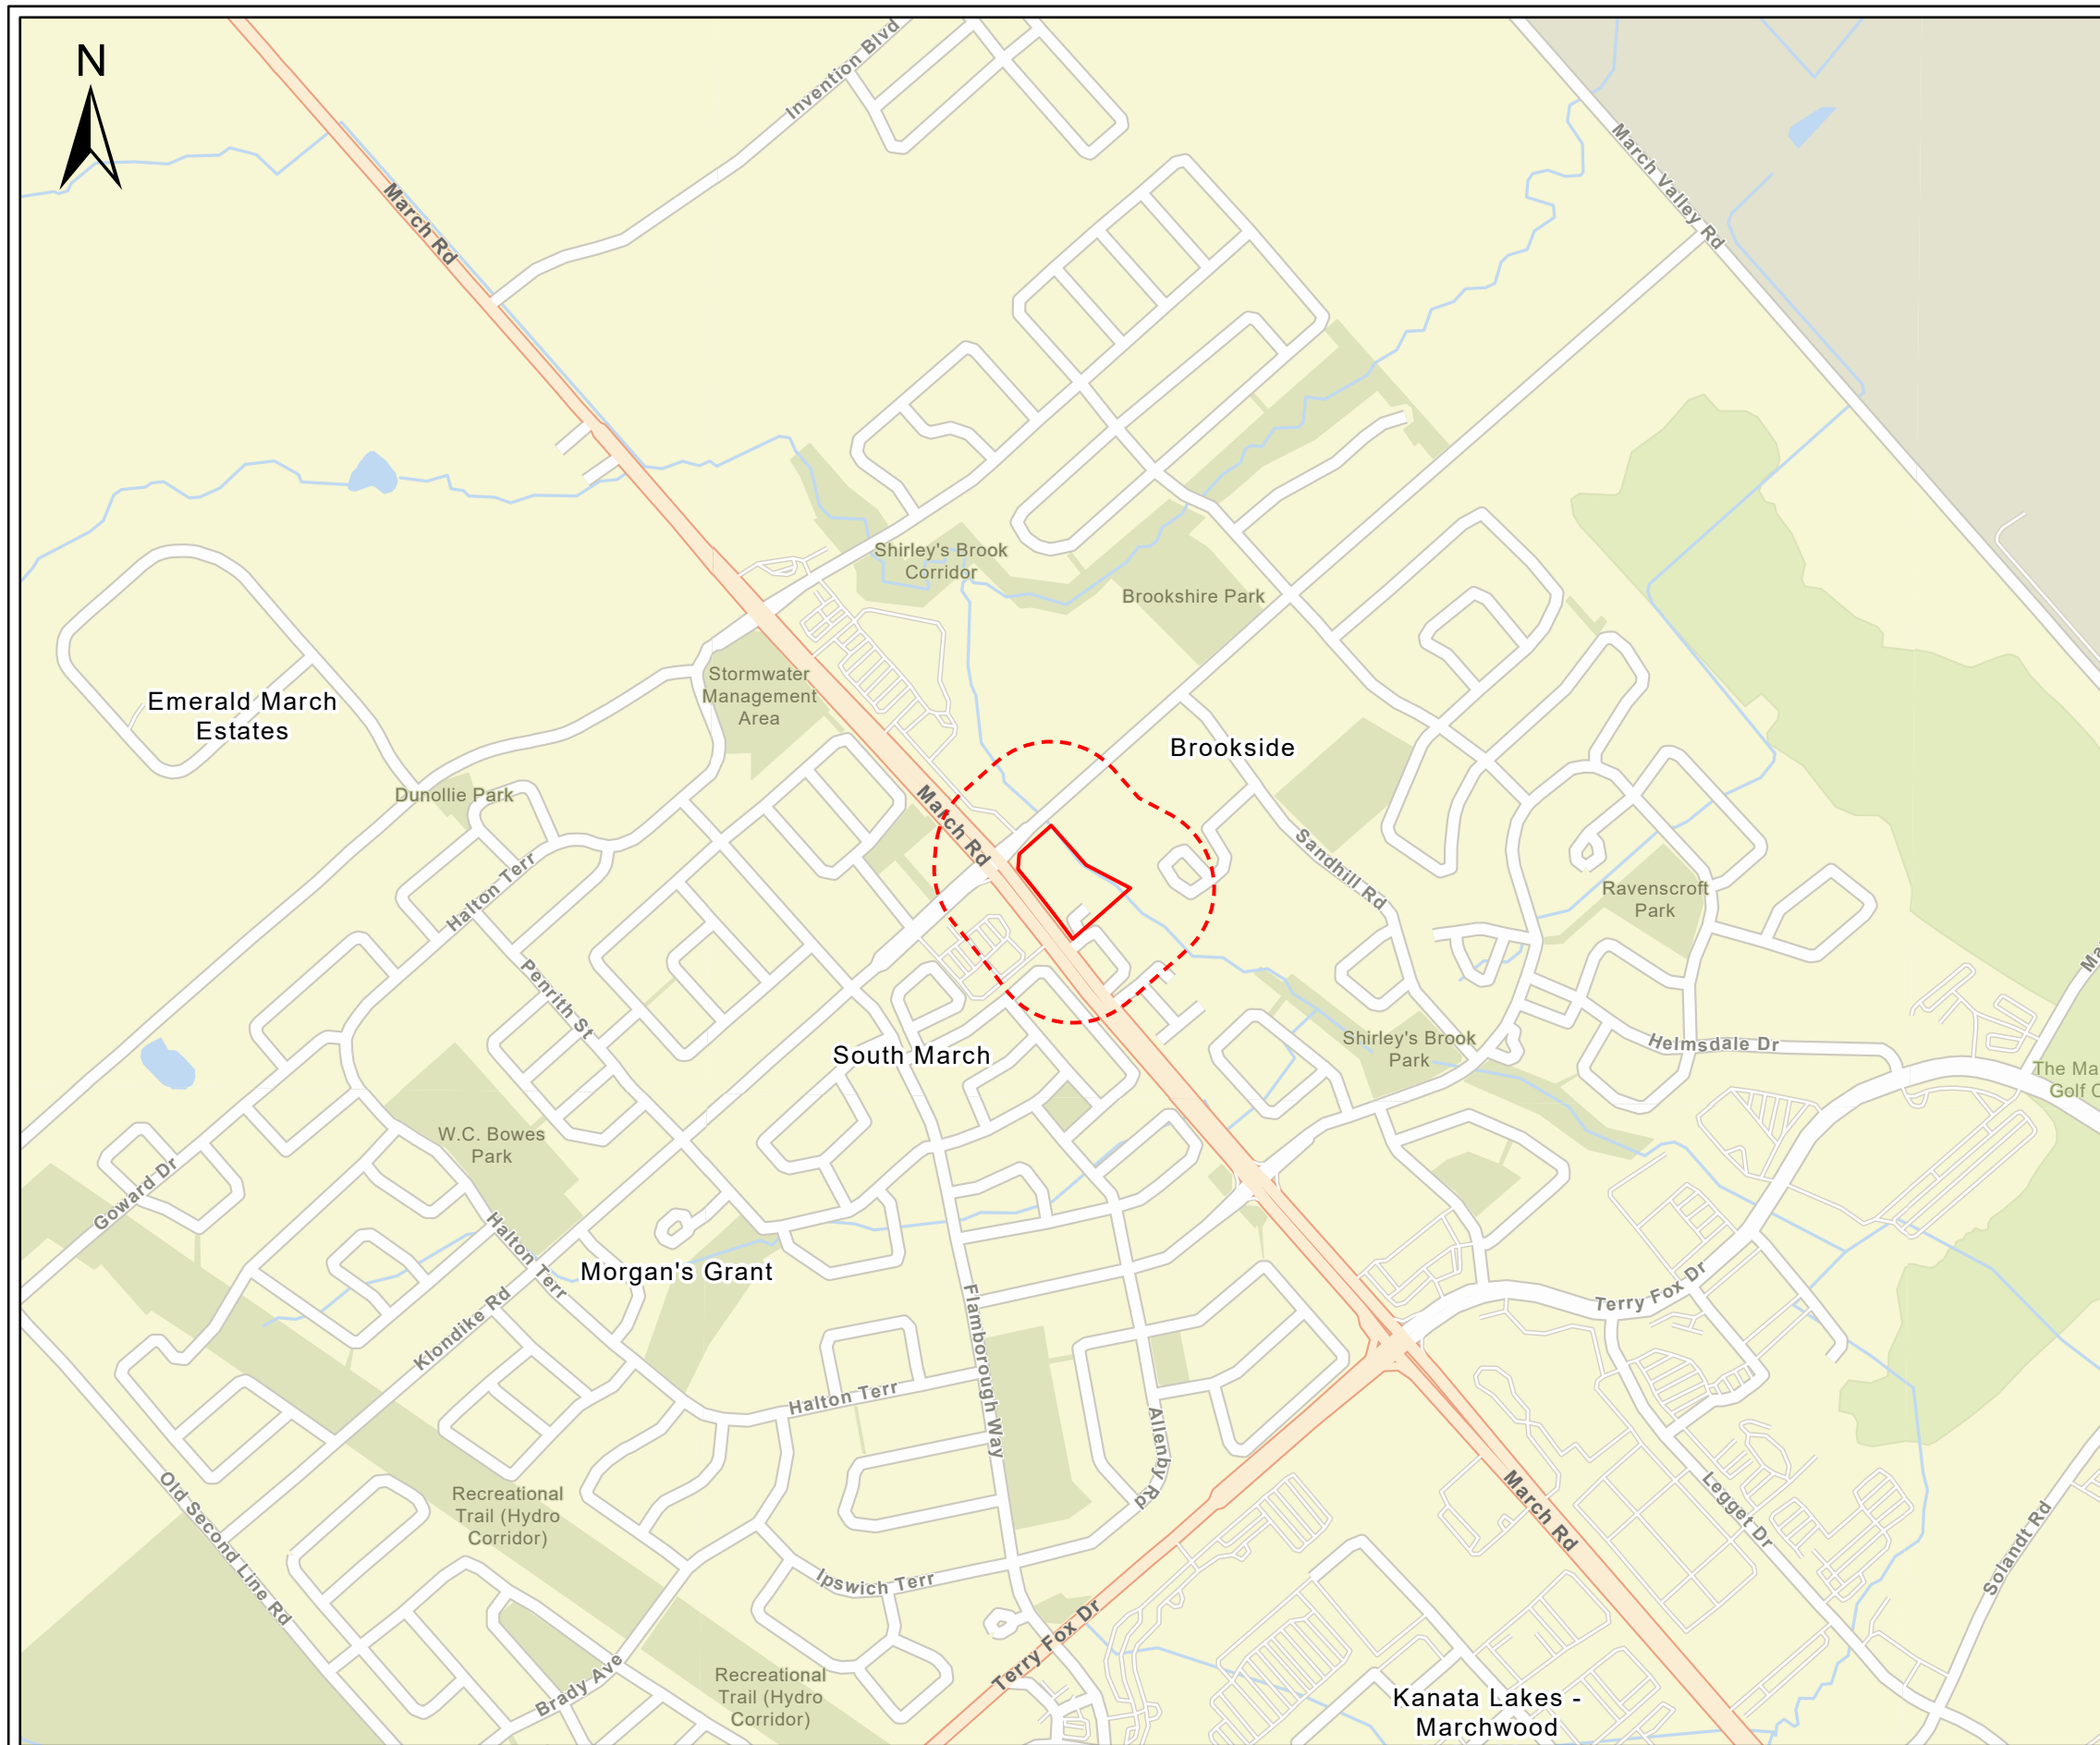 N
Invention Blvd
March Valley Rd
March Rd
Shirley's Brook
Corridor
Brookshire Park
Stormwater
Management
Area
Emerald March
Estates
Brookside
Dunollie Park
March Rd
Sandhill Rd
Ravenscroft
Park
Halton Terr
Penrith St
South March
Shirley's Brook
Park
Helmsdale Dr
The Ma
Golf C
W.C. Bowes
Park
Goward Dr
Halton Terr
Morgan's Grant
Klondike Rd
Flamborough Way
Terry Fox Dr
Halton Terr
Allenby Rd
Old Second Line Rd
Recreational
Trail (Hydro
Corridor)
March Rd
Legget Dr
Solandt Rd
Ipswich Terr
Terry Fox Dr
Brady Ave
Recreational
Trail (Hydro
Corridor)
Kanata Lakes -
Marchwood